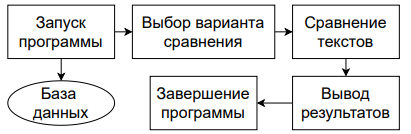 Запуск
программы
Выбор варианта
сравнения
Сравнение
текстов
База
данных
Завершение
программы
Вывод
результатов